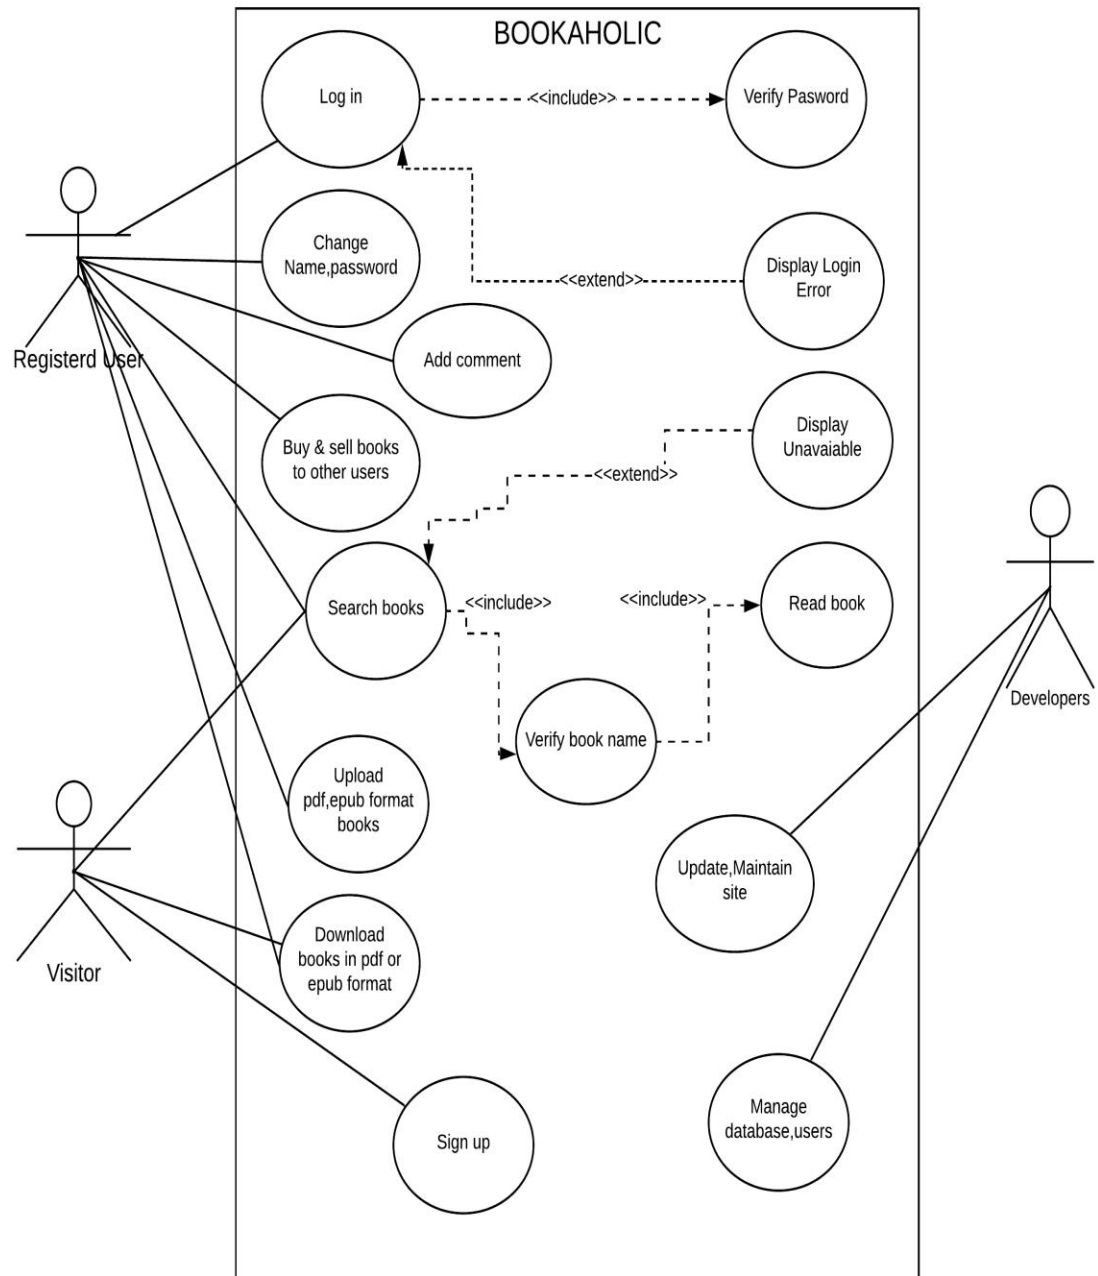 BOOKAHOLIC
Log in
<<include>>
Verify Pasword
Change
Name,password
Display Login
Error
<<extend>>
Registerd User
Add comment
Buy & sell books
to other users
Display
Unavaiable
<<extend>>
Search books
<<include>>
<<include>>
Read book
Developers
Verify book name
Upload
pdf,epub format
books
Update,Maintain
site
Visitor
Download
books in pdf or
epub format
Sign up
Manage
database,users